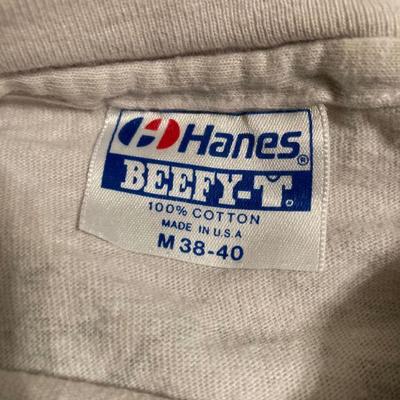 Hanes®
BEEFY-T®
100% COTTON
MADE IN U.S.A
M 38-40